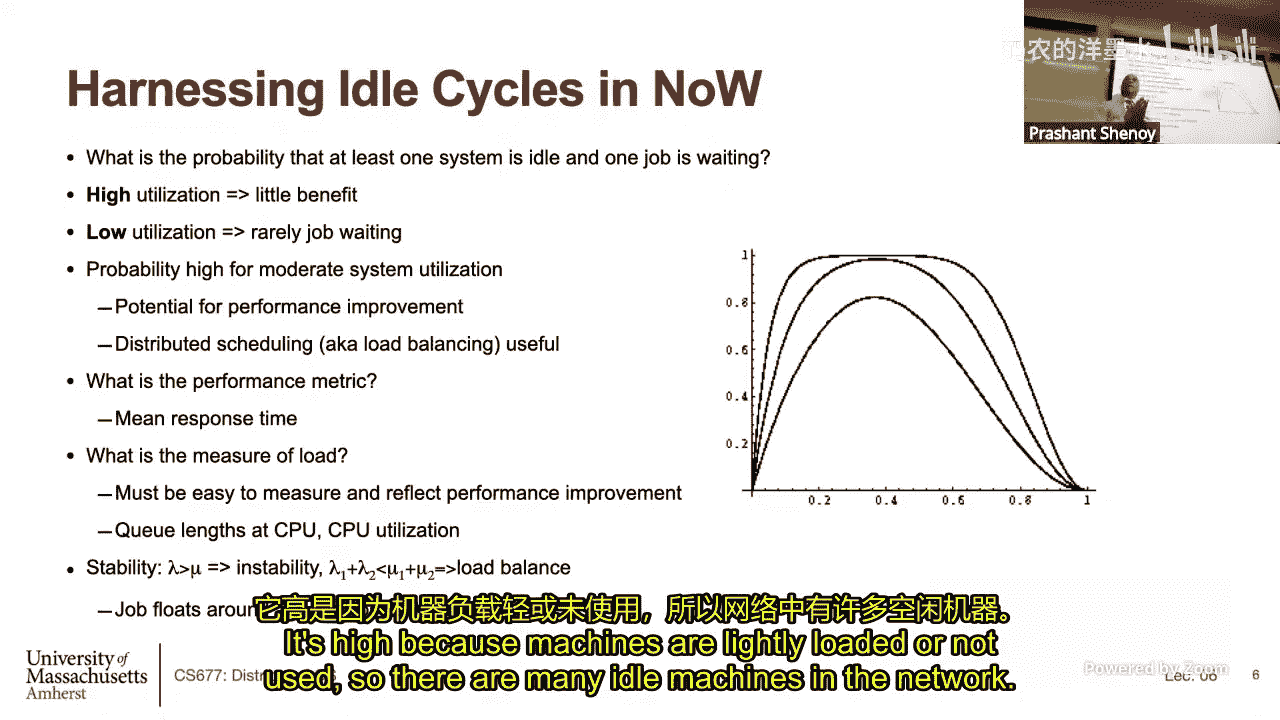 Harnessing Idle Cycles in NoW
农的洋墨水
bilibili
Prashant Shenoy
• What is the probability that at least one system is idle and one job is waiting?
• High utilization => little benefit
• Low utilization => rarely job waiting
• Probability high for moderate system utilization
– Potential for performance improvement
– Distributed scheduling (aka load balancing) useful
• What is the performance metric?
– Mean response time
• What is the measure of load?
– Must be easy to measure and reflect performance improvement
– Queue lengths at CPU, CPU utilization
• Stability: λ>μ => instability, λ₁+λ₂<μ₁+μ₂=>load balance
– Job floats
1
0.8
0.6
0.4
0.2
0.2 0.4 0.6 0.8 1
它高是因为机器负载轻或未使用，所以网络中有许多空闲机器。
It's high because machines are lightly loaded or not
used, so there are many idle machines in the network.
University of
Massachusetts
Amherst
CS677:
Powered by Zoom
Lec. 06
6